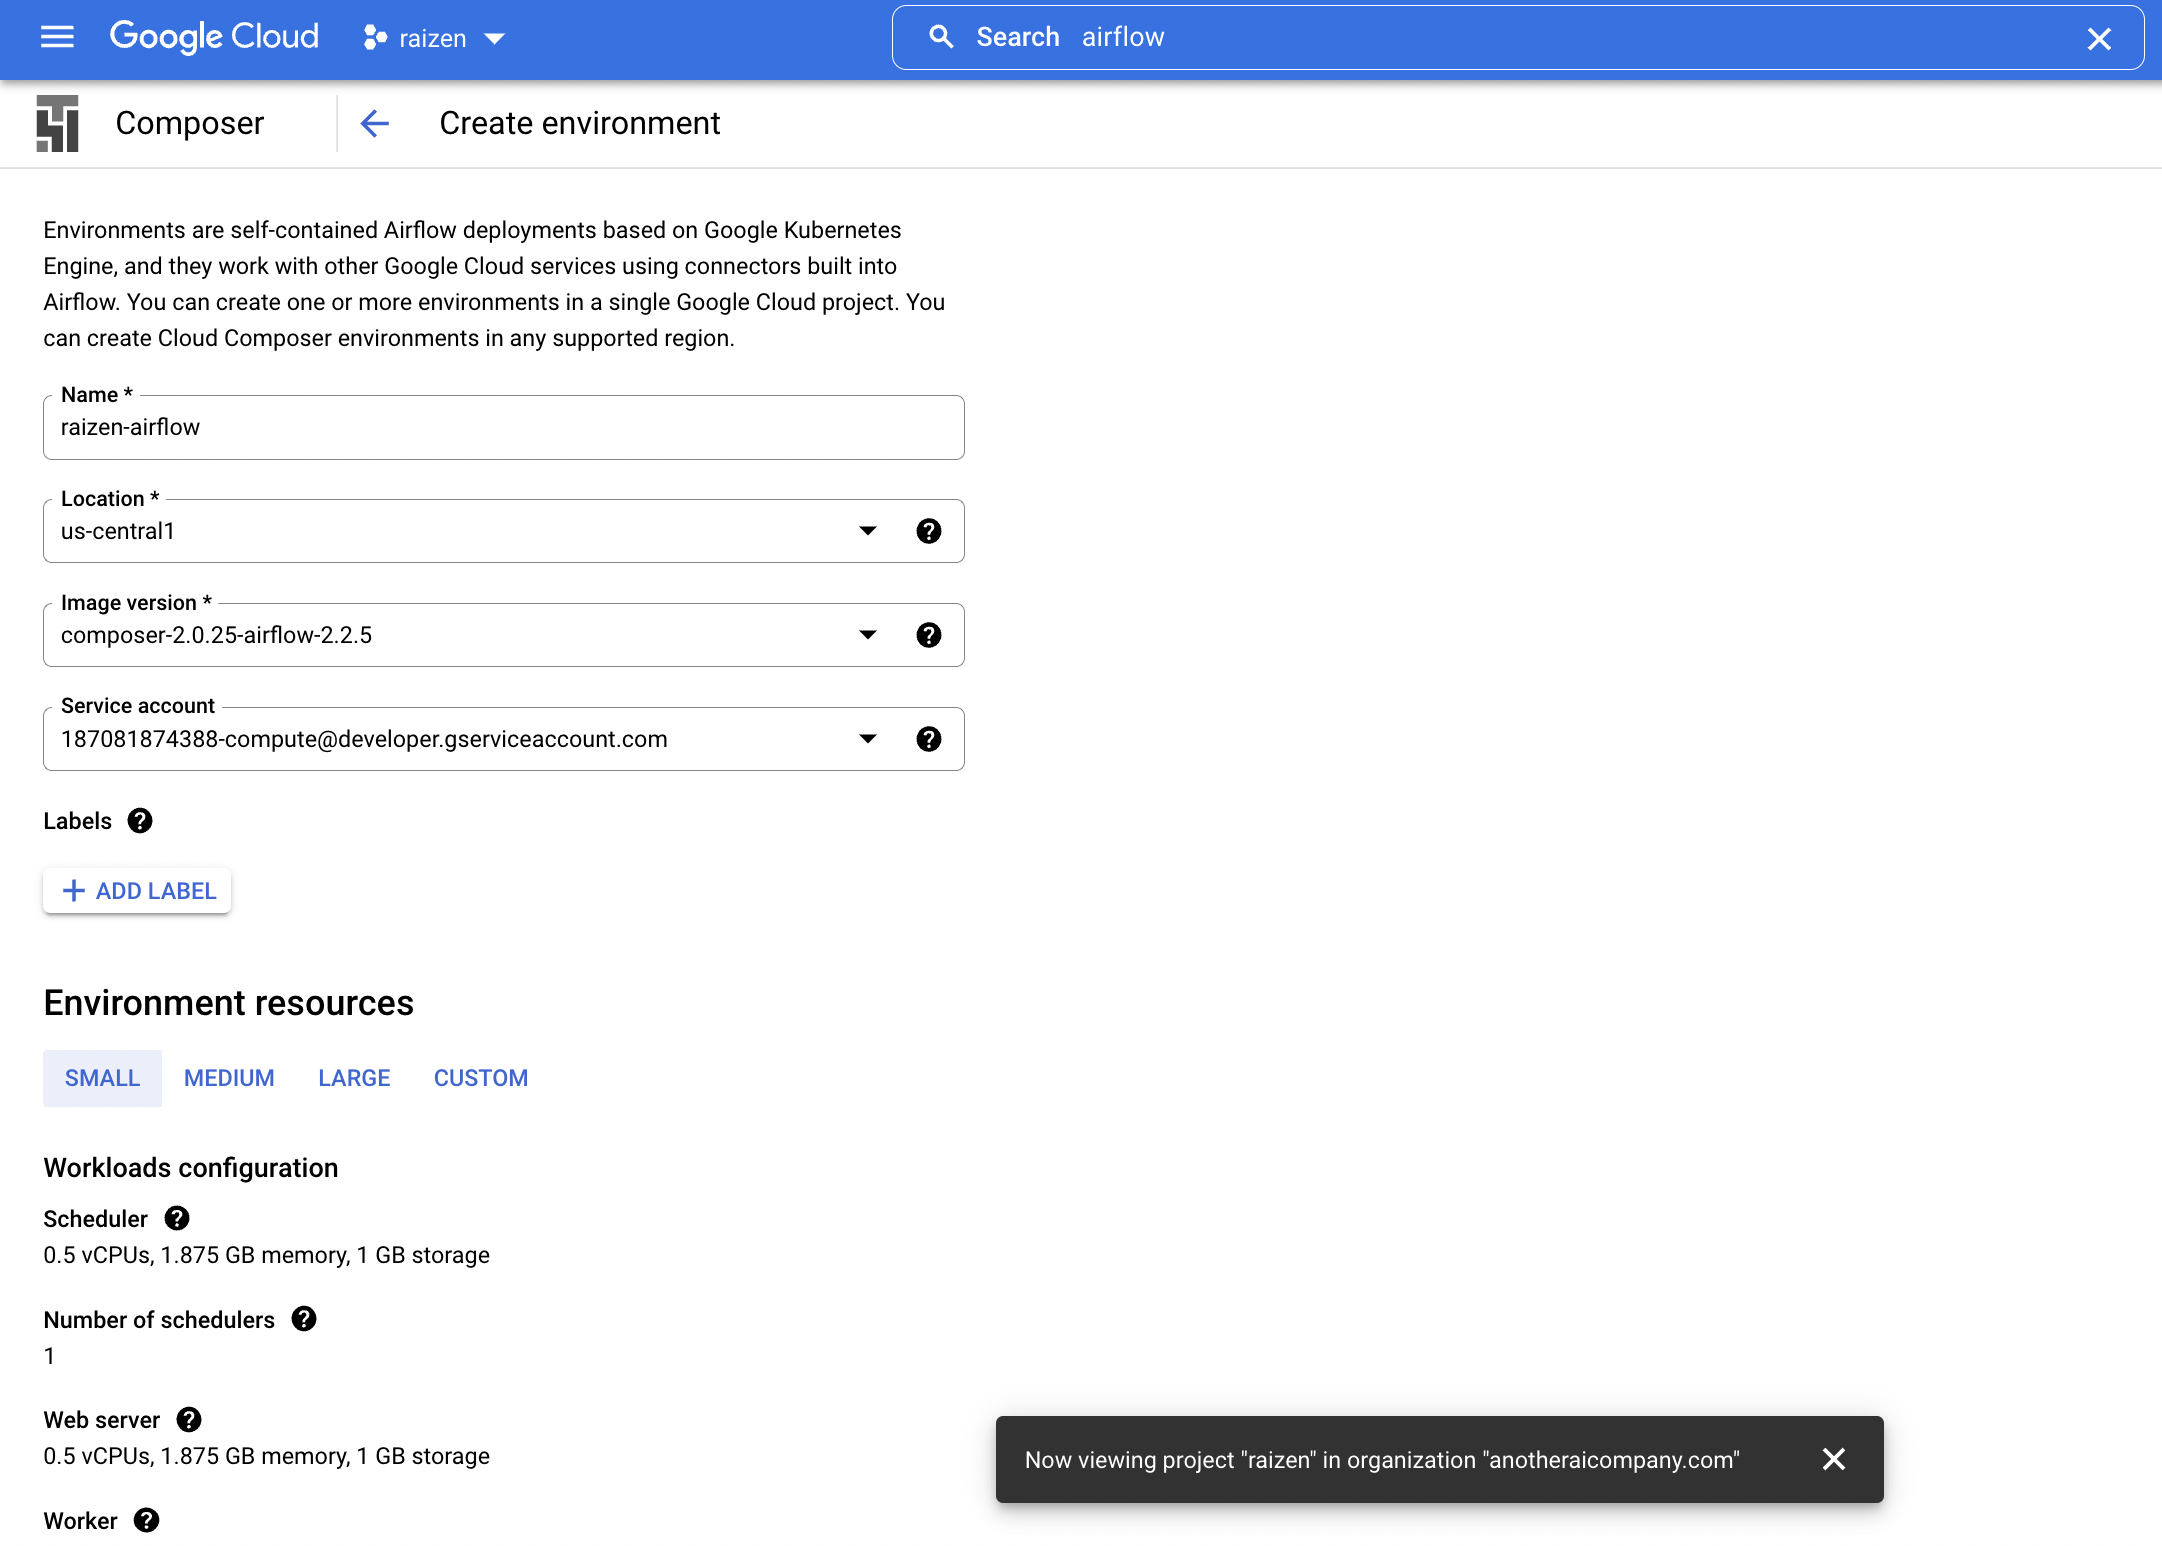 Google Cloud
raizen
Search airflow
Composer
Create environment
Environments are self-contained Airflow deployments based on Google Kubernetes
Engine, and they work with other Google Cloud services using connectors built into
Airflow. You can create one or more environments in a single Google Cloud project. You
can create Cloud Composer environments in any supported region.
Name *
raizen-airflow
Location *
us-central1
Image version *
composer-2.0.25-airflow-2.2.5
Service account
187081874388-compute@developer.gserviceaccount.com
Labels
ADD LABEL
Environment resources
SMALL MEDIUM LARGE CUSTOM
Workloads configuration
Scheduler
0.5 vCPUs, 1.875 GB memory, 1 GB storage
Number of schedulers
1
Web server
0.5 vCPUs, 1.875 GB memory, 1 GB storage
Now viewing project "raizen" in organization "anotheraicompany.com"
Worker